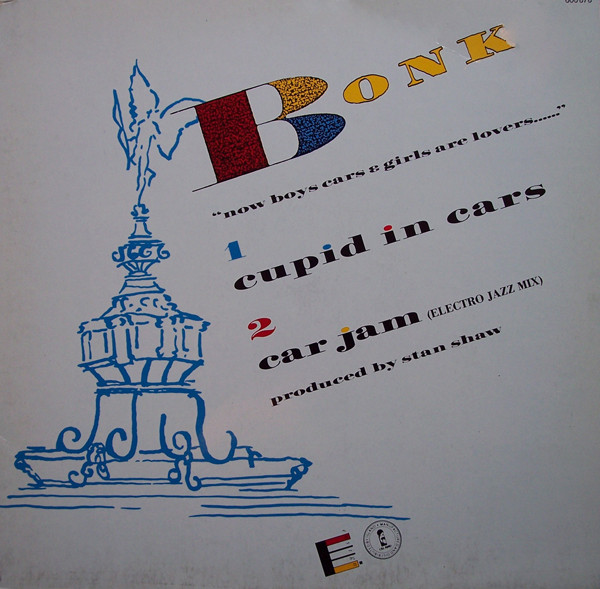 Bonk
"now boys cars & girls are lovers......"
1
cupid in cars
2
car jam (ELECTRO JAZZ MIX)
produced by stan shaw